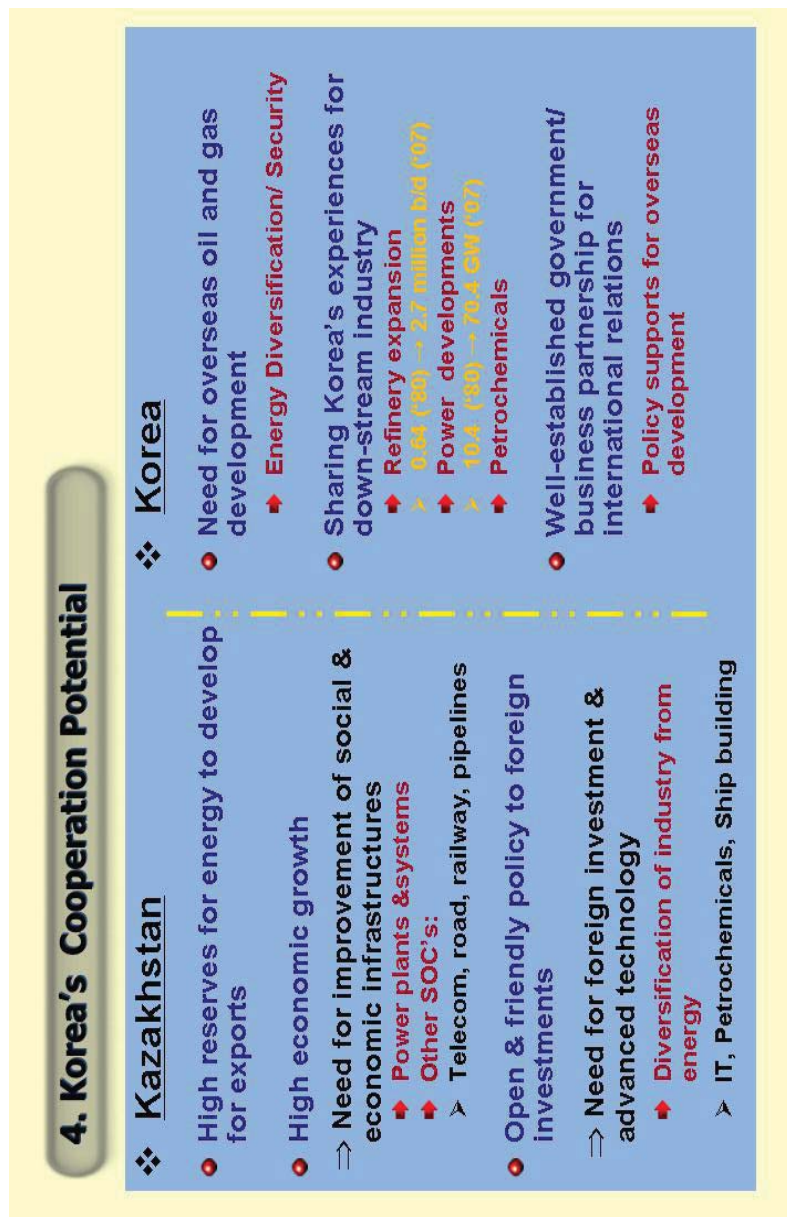 4. Korea's Cooperation Potential
❖ Kazakhstan
High reserves for energy to develop
for exports
High economic growth
⇒ Need for improvement of social &
economic infrastructures
Power plants &systems
Other SOC's:
➢ Telecom, road, railway, pipelines
Open & friendly policy to foreign
investments
⇒ Need for foreign investment &
advanced technology
Diversification of industry from
energy
➢ IT, Petrochemicals, Ship building
❖ Korea
Need for overseas oil and gas
development
Energy Diversification/ Security
Sharing Korea's experiences for
down-stream industry
Refinery expansion
➢ 0.64 ('80) → 2.7 million b/d ('07)
Power developments
➢ 10.4 ('80) → 70.4 GW ('07)
Petrochemicals
Well-established government/
business partnership for
international relations
Policy supports for overseas
development